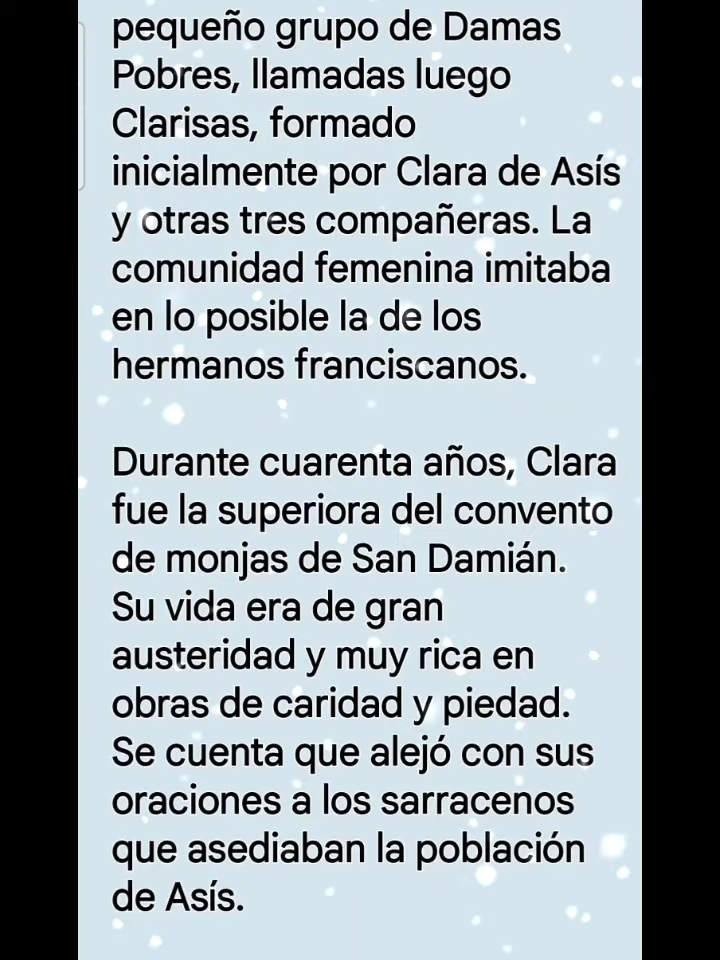 pequeño grupo de Damas
Pobres, llamadas luego
Clarisas, formado
inicialmente por Clara de Asís
y otras tres compañeras. La
comunidad femenina imitaba
en lo posible la de los
hermanos franciscanos.
Durante cuarenta años, Clara
fue la superiora del convento
de monjas de San Damián.
Su vida era de gran
austeridad y muy rica en
obras de caridad y piedad.
Se cuenta que alejó con sus
oraciones a los sarracenos
que asediaban la población
de Asís.